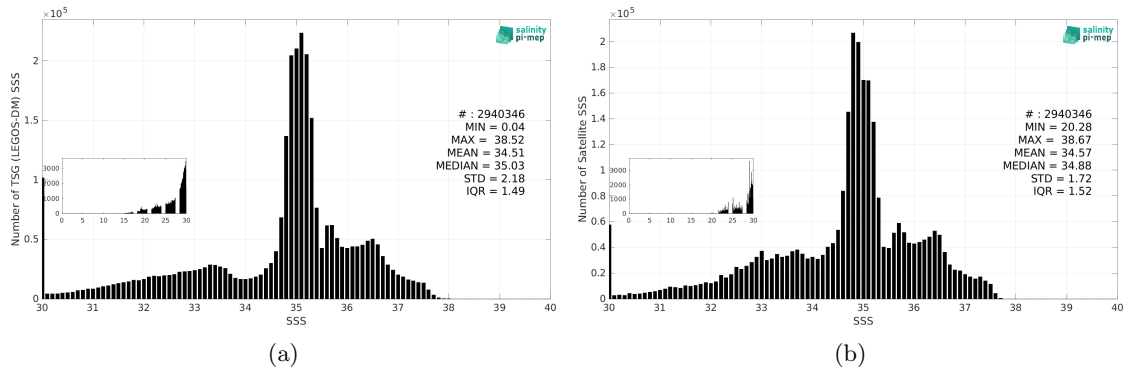 ×10⁵
salinity
pi-mep
# : 2940346
MIN = 0.04
MAX = 38.52
MEAN = 34.51
MEDIAN = 35.03
STD = 2.18
IQR = 1.49
Number of TSG (LEGOS-DM) SSS
2
1.5
1
0.5
0
3000
2000
1000
0
0 5 10 15 20 25 30
30 31 32 33 34 35 36 37 38 39 40
SSS
(a)
×10⁵
salinity
pi-mep
# : 2940346
MIN = 20.28
MAX = 38.67
MEAN = 34.57
MEDIAN = 34.88
STD = 1.72
IQR = 1.52
Number of Satellite SSS
2
1.8
1.6
1.4
1.2
1
0.8
0.6
0.4
0.2
0
4000
3000
2000
1000
0
0 5 10 15 20 25 30
30 31 32 33 34 35 36 37 38 39 40
SSS
(b)